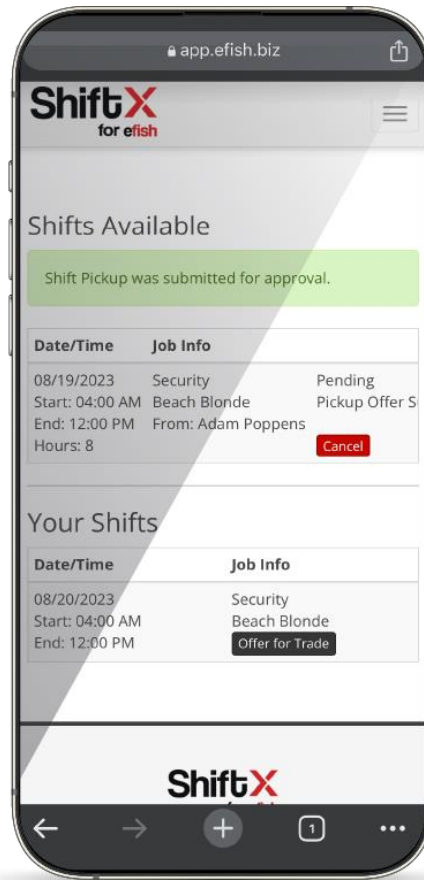 app.efish.biz
ShiftX
for efish
Shifts Available
Shift Pickup was submitted for approval.
Date/Time Job Info
08/19/2023 Security Pending
Start: 04:00 AM Beach Blonde Pickup Offer
End: 12:00 PM From: Adam Poppens
Hours: 8 Cancel
Your Shifts
Date/Time Job Info
08/20/2023 Security
Start: 04:00 AM Beach Blonde
End: 12:00 PM Offer for Trade
ShiftX
1